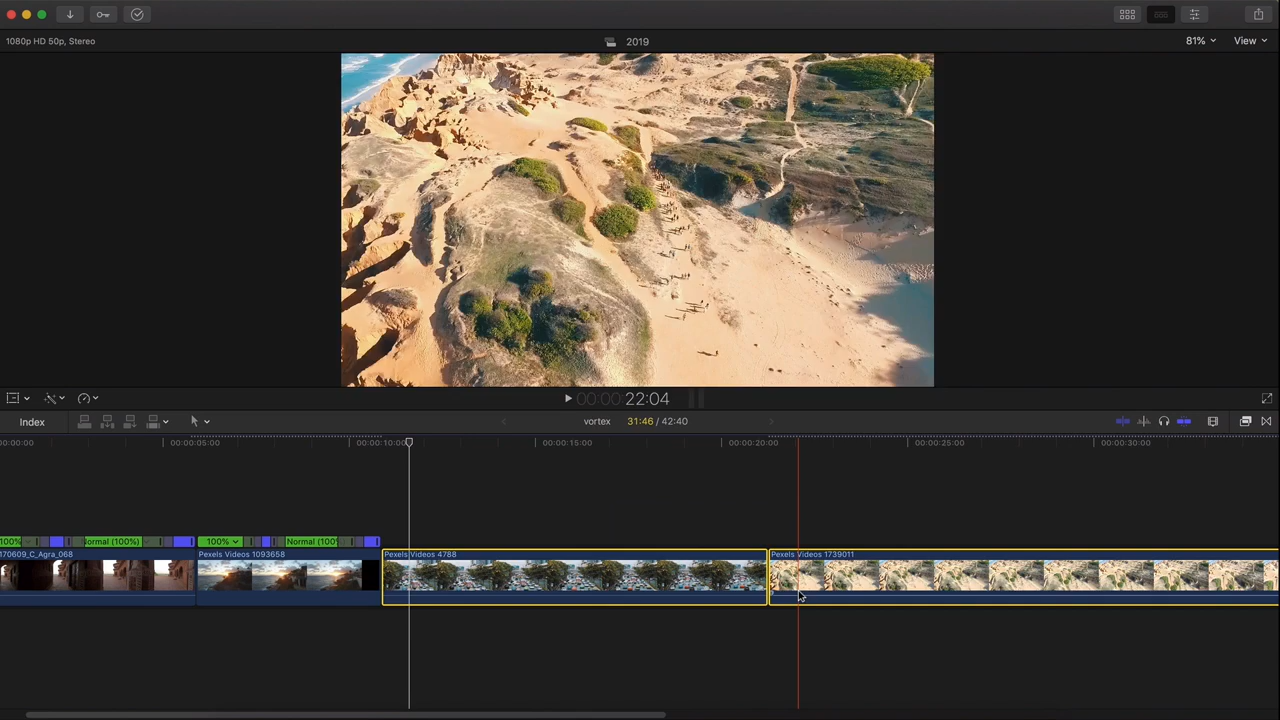 1080p HD 50p, Stereo
2019
81%
View
00:00:00:22:04
Index
vortex
31:46 / 42:40
00:00:05:00
00:00:10:00
00:00:15:00
00:00:20:00
00:00:25:00
00:00:30:00
100%
Normal (100%)
100%
Normal (100
170609_C_Agra_068
Pexels Videos 1093658
Pexels Videos 4788
Pexels Videos 1739011